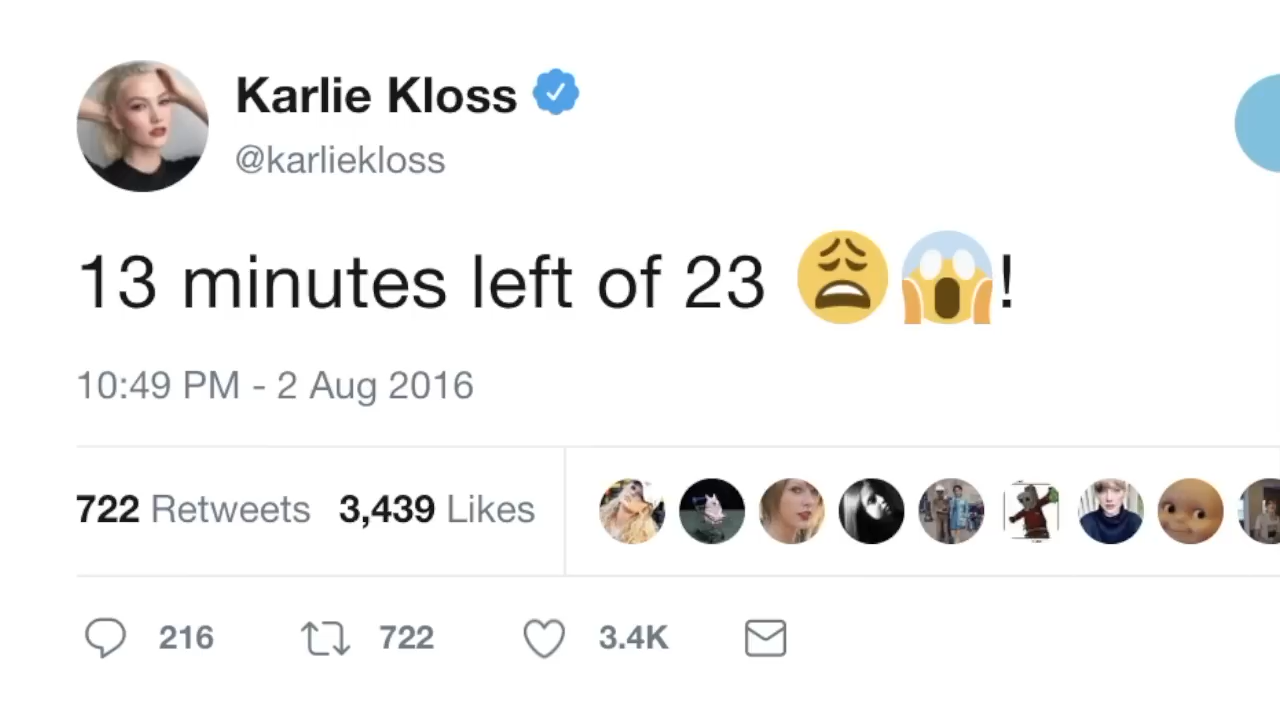 Karlie Kloss
@karliekloss
13 minutes left of 23 😩😱!
10:49 PM - 2 Aug 2016
722 Retweets 3,439 Likes
216 722 3.4K